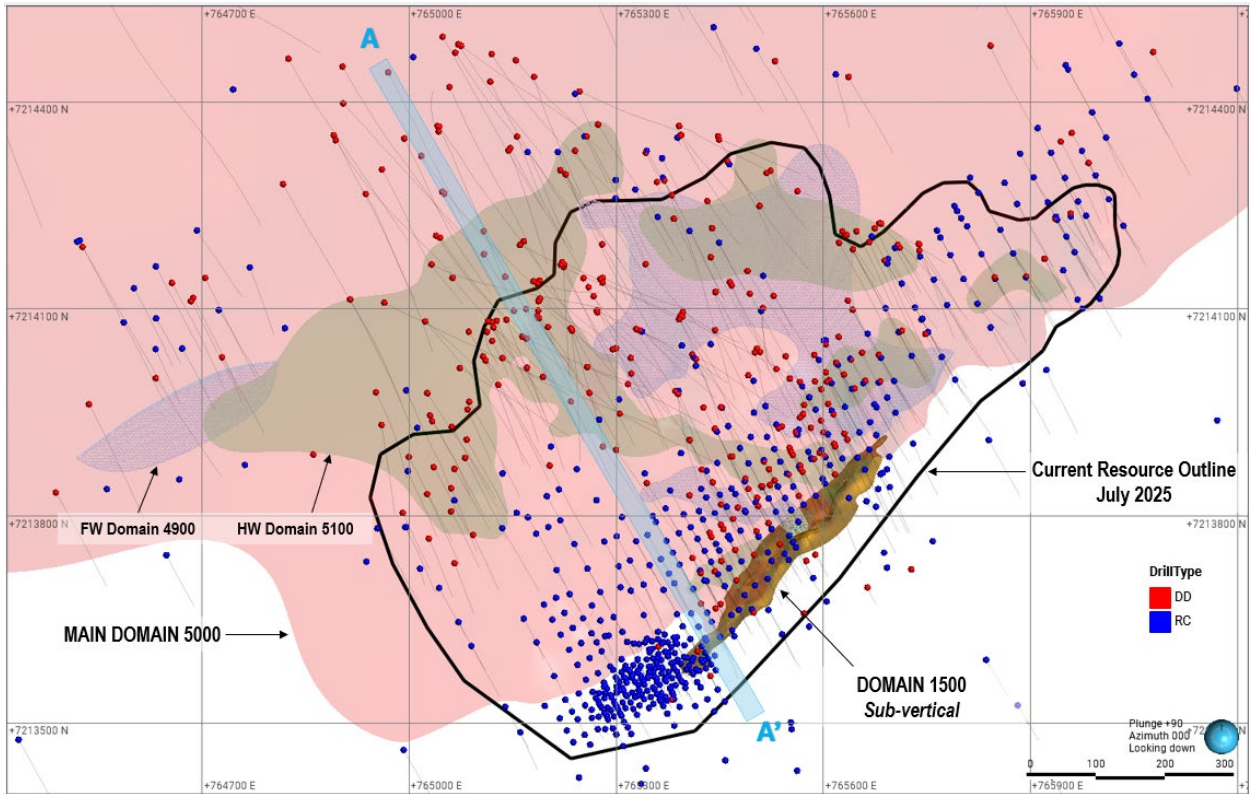 +764700 E
+765000 E
+765300 E
+765600 E
+765900 E
A
+7214400 N
+7214400 N
+7214100 N
+7214100 N
Current Resource Outline
July 2025
+7213800 N
+7213800 N
FW Domain 4900
HW Domain 5100
DrillType
DD
RC
MAIN DOMAIN 5000
DOMAIN 1500
Sub-vertical
A'
+7213500 N
Plunge +90
Azimuth 000
Looking down
0
100
200
300
+764700 E
+765000 E
+765600 E
+765900 E